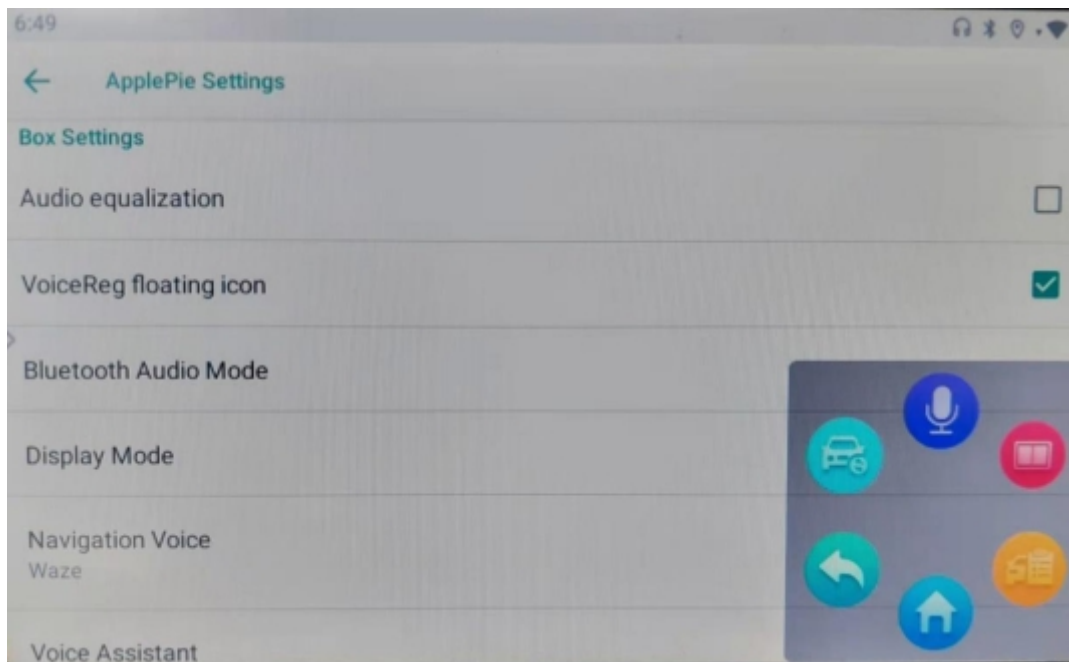 6:49
ApplePie Settings
Box Settings
Audio equalization
VoiceReg floating icon
Bluetooth Audio Mode
Display Mode
Navigation Voice
Waze
Voice Assistant